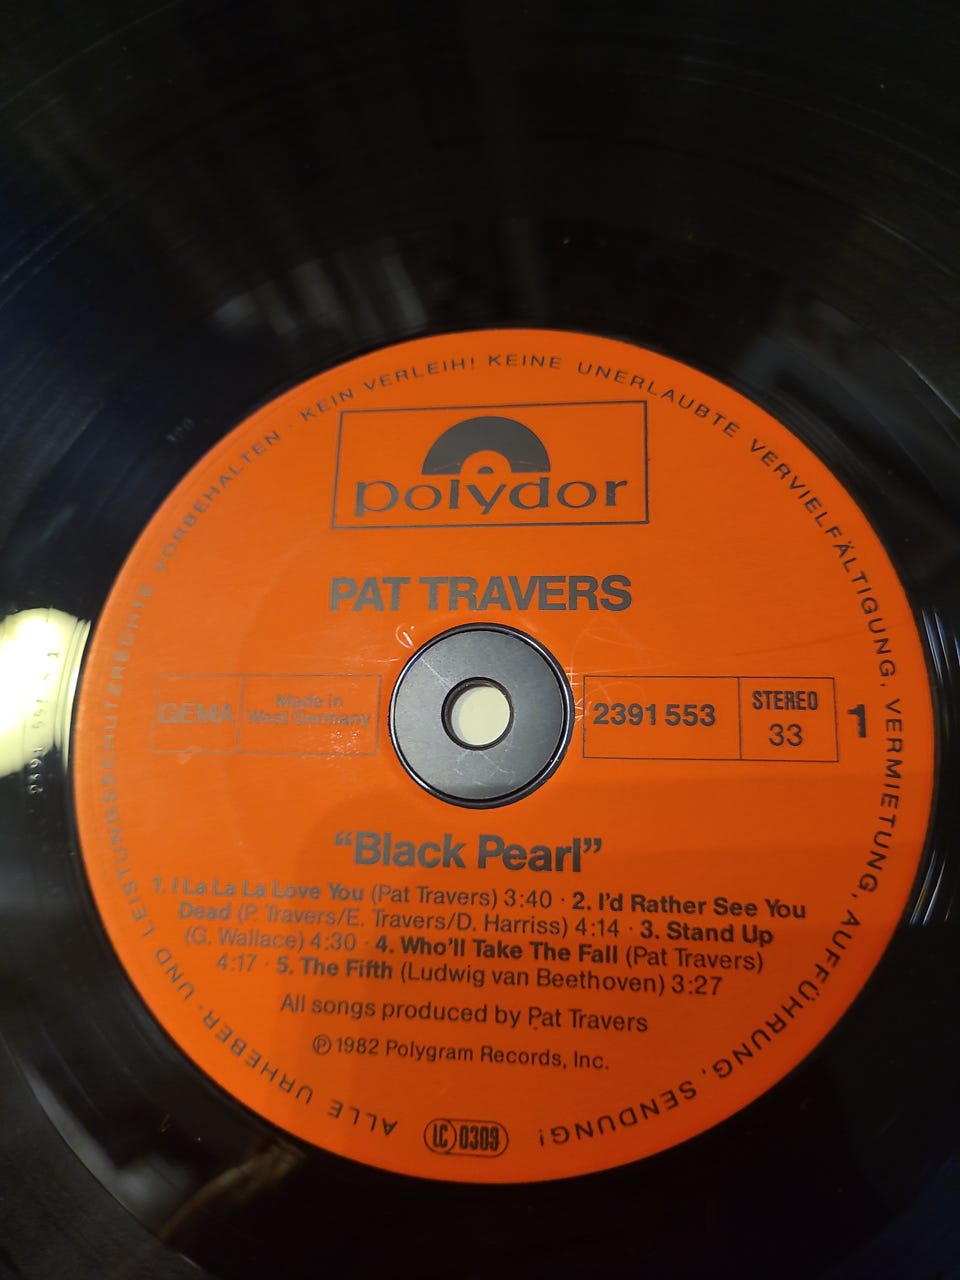 ALLE URHEBER- UND LEISTUNGSSCHUTZRECHTE VORBEHALTEN · KEIN VERLEIH! KEINE UNERLAUBTE VERVIELFÄLTIGUNG, VERMIETUNG, AUFFÜHRUNG, SENDUNG!
polydor
PAT TRAVERS
GEMA
Made in
West Germany
2391 553
STEREO
33
1
“Black Pearl”
1. I La La La Love You (Pat Travers) 3:40 · 2. I'd Rather See You
Dead (P. Travers/E. Travers/D. Harriss) 4:14 · 3. Stand Up
(G. Wallace) 4:30 · 4. Who'll Take The Fall (Pat Travers)
4:17 · 5. The Fifth (Ludwig van Beethoven) 3:27
All songs produced by Pat Travers
℗ 1982 Polygram Records, Inc.
LC 0309